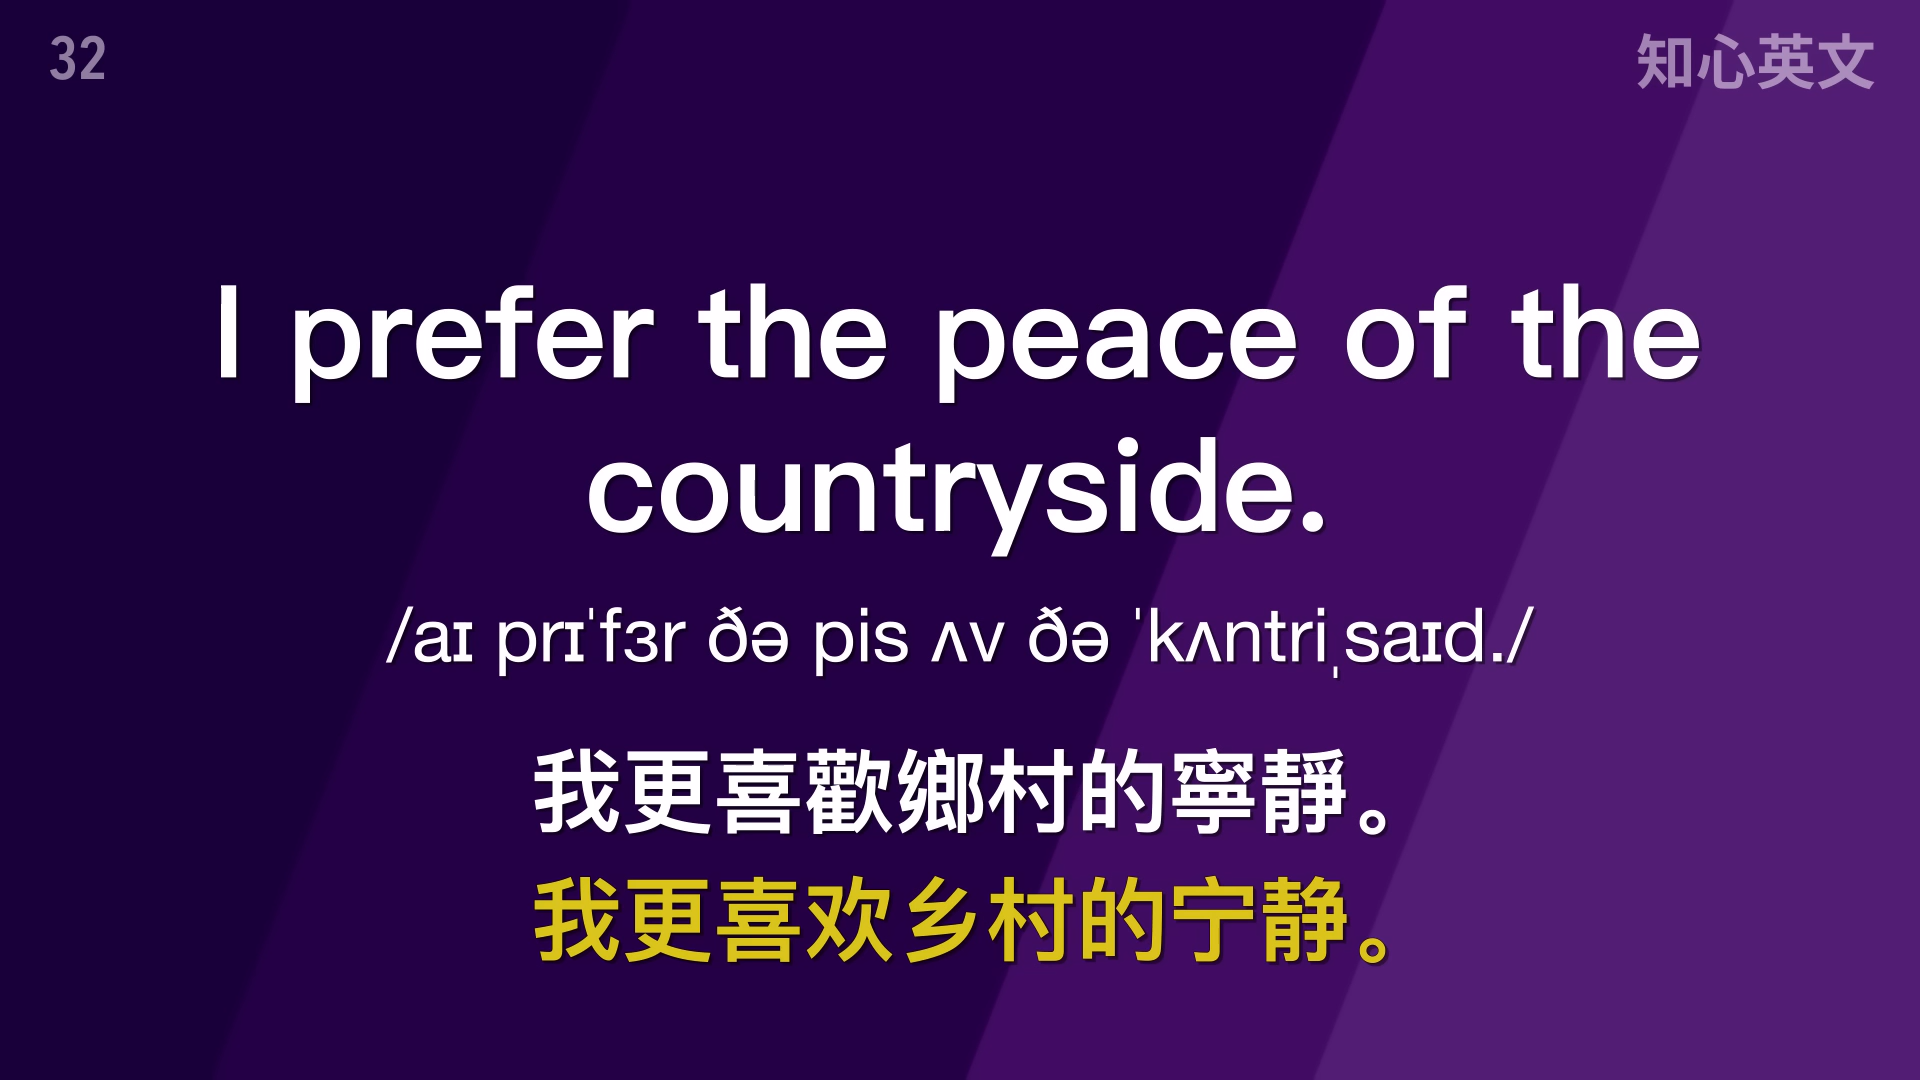 32
知心英文
I prefer the peace of the
countryside.
/aɪ prɪˈfɜr ðə pis ʌv ðə ˈkʌntriˌsaɪd./
我更喜歡鄉村的寧靜。
我更喜欢乡村的宁静。